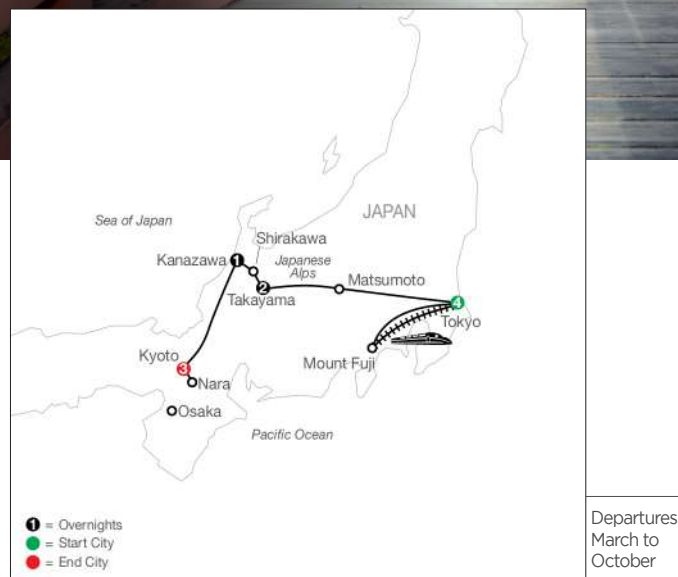 JAPAN
Sea of Japan
Shirakawa
Kanazawa
1
Japanese
Alps
2
Takayama
Matsumoto
4
Tokyo
Kyoto
3
Mount Fuji
Nara
Osaka
Pacific Ocean
1 = Overnights
= Start City
= End City
Departures
March to
October